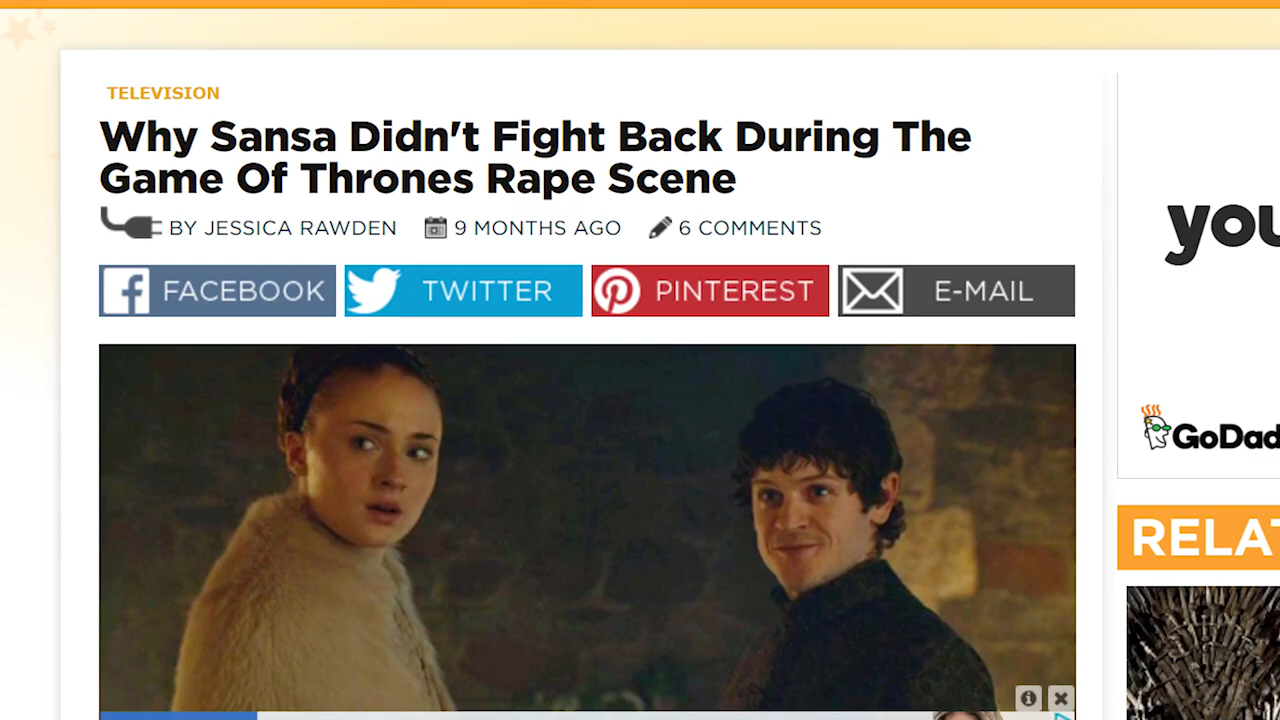 TELEVISION
Why Sansa Didn't Fight Back During The
Game Of Thrones Rape Scene
BY JESSICA RAWDEN 9 MONTHS AGO 6 COMMENTS
FACEBOOK TWITTER PINTEREST E-MAIL
you
GoDad
RELAT